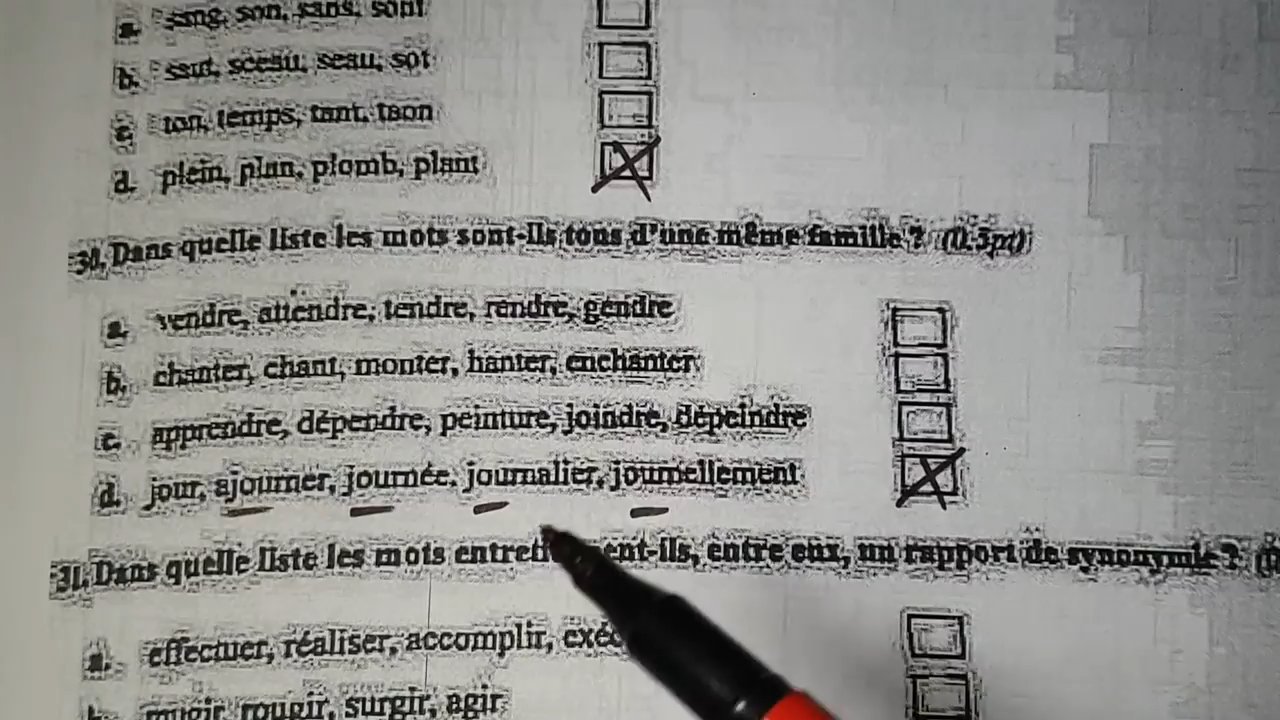 a. sang, son, sans, sont
b. saut, sceau, seau, sot
c. ton, temps, tant, taon
d. plein, plan, plomb, plant
30. Dans quelle liste les mots sont-ils tous d'une même famille ? (0.5pt)
a. vendre, attendre, tendre, rendre, gendre
b. chanter, chant, monter, hanter, enchanter
c. apprendre, dépendre, peinture, joindre, dépeindre
d. jour, ajourner, journée, journalier, journellement
31. Dans quelle liste les mots ent-ils, entre eux, un rapport de synonymie ?
a. effectuer, réaliser, accomplir,
b. mugir, rougir, surgir, agir